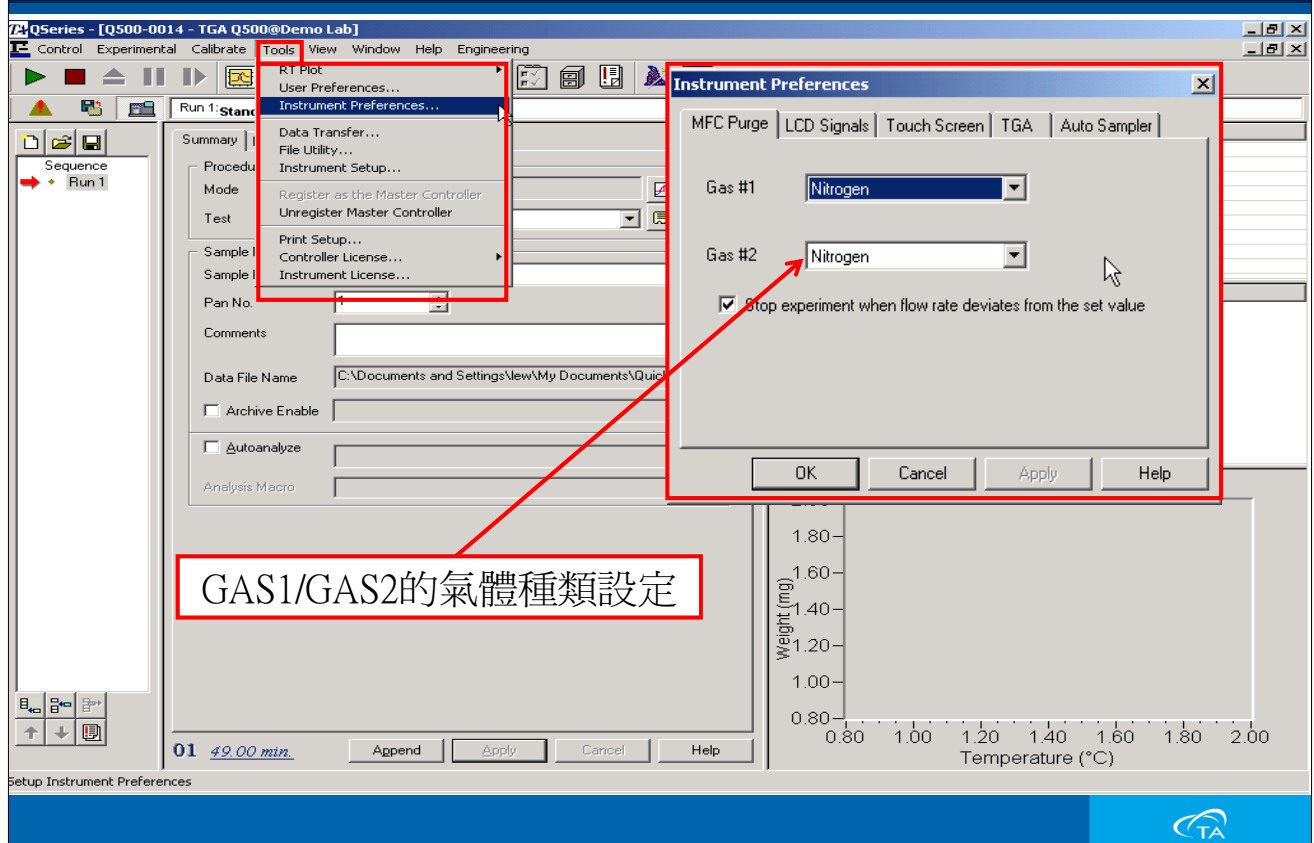 QSeries - [Q500-0014 - TGA Q500@Demo Lab]
Control Experimental Calibrate Tools View Window Help Engineering
Run 1:
RT Plot
User Preferences...
Instrument Preferences...
Data Transfer...
File Utility...
Instrument Setup...
Register as the Master Controller
Unregister Master Controller
Print Setup...
Controller License...
Instrument License...
Sequence
Run 1
Summary
Mode
Test
Sample
Sample
Pan No.
1
Comments
Data File Name
C:\Documents and Settings\lew\My Documents\
Archive Enable
Autoanalyze
Analysis Macro
01 49.00 min.
Append Apply Cancel Help
Instrument Preferences
MFC Purge LCD Signals Touch Screen TGA Auto Sampler
Gas #1 Nitrogen
Gas #2 Nitrogen
Stop experiment when flow rate deviates from the set value
OK Cancel Apply Help
GAS1/GAS2的氣體種類設定
Weight (mg)
1.80
1.60
1.40
1.20
1.00
0.80
0.80 1.00 1.20 1.40 1.60 1.80 2.00
Temperature (°C)
Setup Instrument Preferences
TA